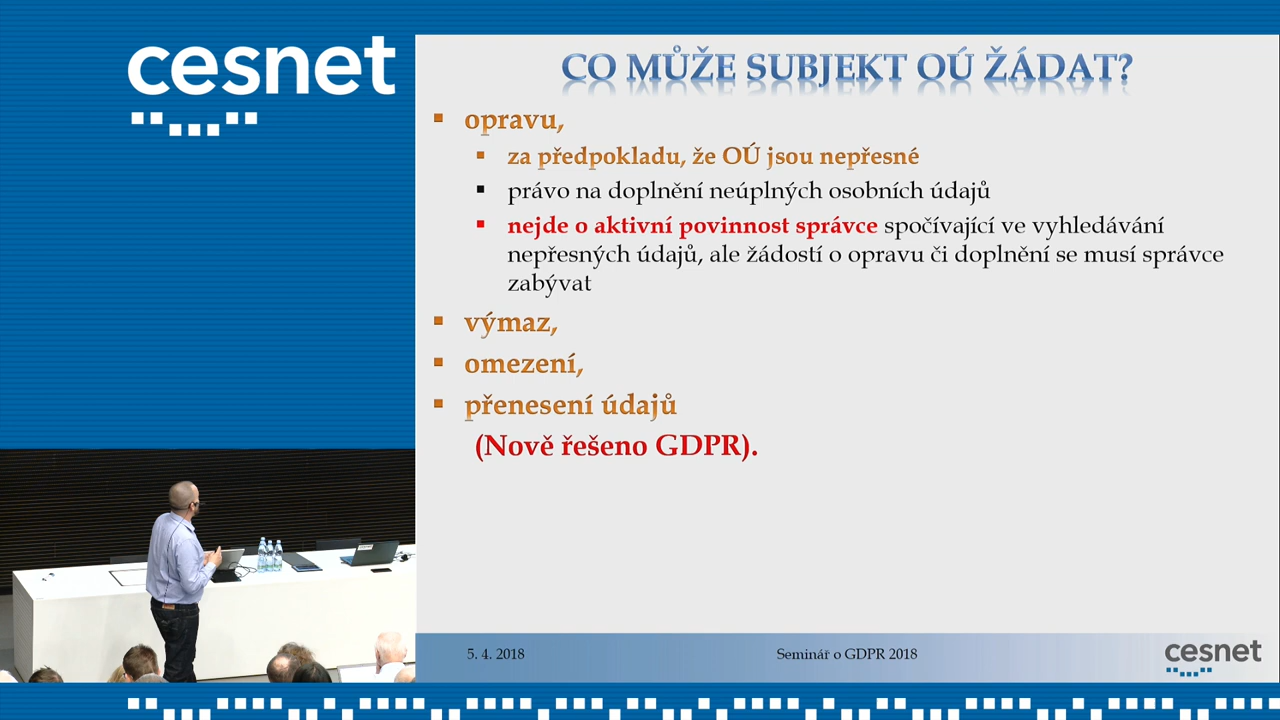 cesnet
CO MŮŽE SUBJEKT OÚ ŽÁDAT?
opravu,
za předpokladu, že OÚ jsou nepřesné
právo na doplnění neúplných osobních údajů
nejde o aktivní povinnost správce spočívající ve vyhledávání
nepřesných údajů, ale žádostí o opravu či doplnění se musí správce
zabývat
výmaz,
omezení,
přenesení údajů
(Nově řešeno GDPR).
5. 4. 2018
Seminář o GDPR 2018
cesnet